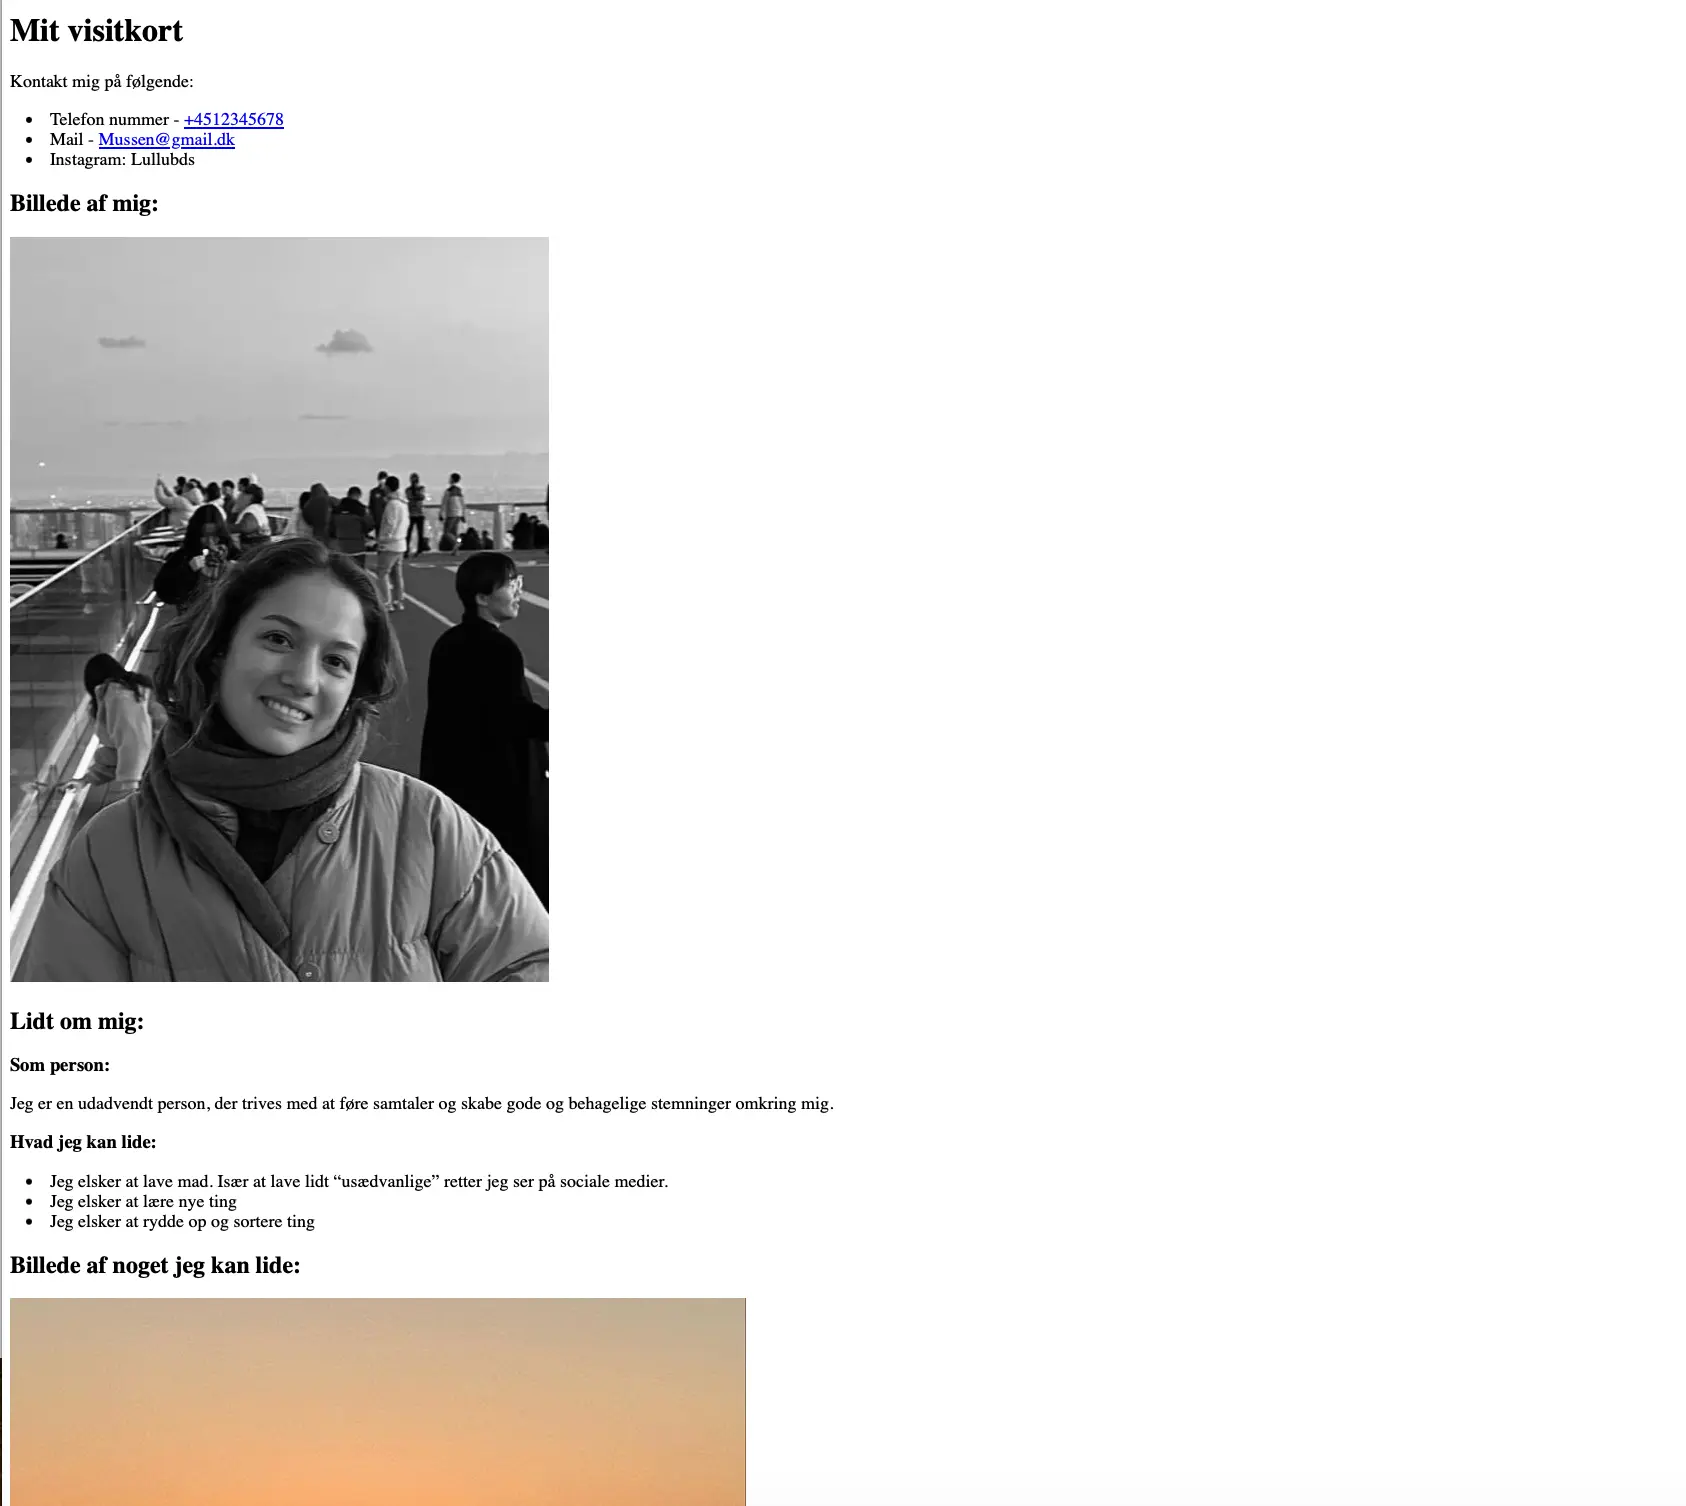 Mit visitkort
Kontakt mig på følgende:
Telefon nummer - +4512345678
Mail - Mussen@gmail.dk
Instagram: Lullubds
Billede af mig:
Lidt om mig:
Som person:
Jeg er en udadvendt person, der trives med at føre samtaler og skabe gode og behagelige stemninger omkring mig.
Hvad jeg kan lide:
Jeg elsker at lave mad. Især at lave lidt “usædvanlige” retter jeg ser på sociale medier.
Jeg elsker at lære nye ting
Jeg elsker at rydde op og sortere ting
Billede af noget jeg kan lide: